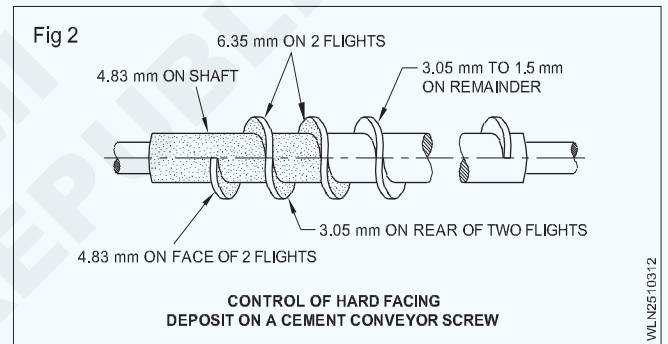 Fig 2
6.35 mm ON 2 FLIGHTS
4.83 mm ON SHAFT
3.05 mm TO 1.5 mm
ON REMAINDER
3.05 mm ON REAR OF TWO FLIGHTS
4.83 mm ON FACE OF 2 FLIGHTS
CONTROL OF HARD FACING
DEPOSIT ON A CEMENT CONVEYOR SCREW
WLN2510312